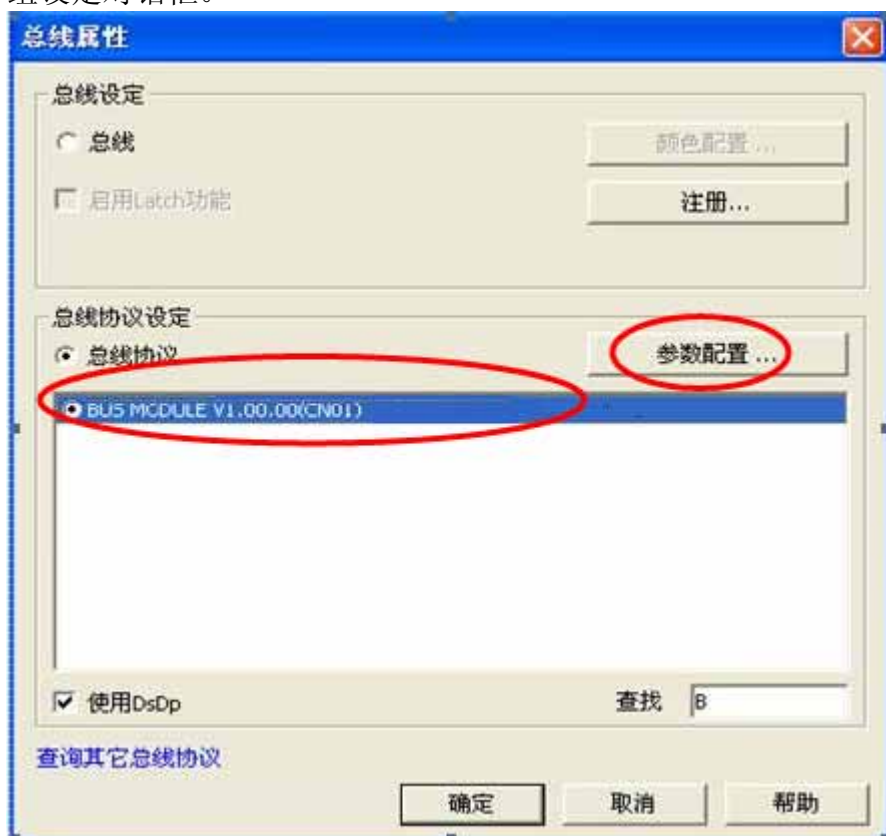 组设定对话框。
总线属性
总线设定
总线
颜色配置 ...
启用Latch功能
注册...
总线协议设定
总线协议
参数配置 ...
BUS MODULE V1.00.00(CN01)
使用DsDp
查找 B
查询其它总线协议
确定 取消 帮助